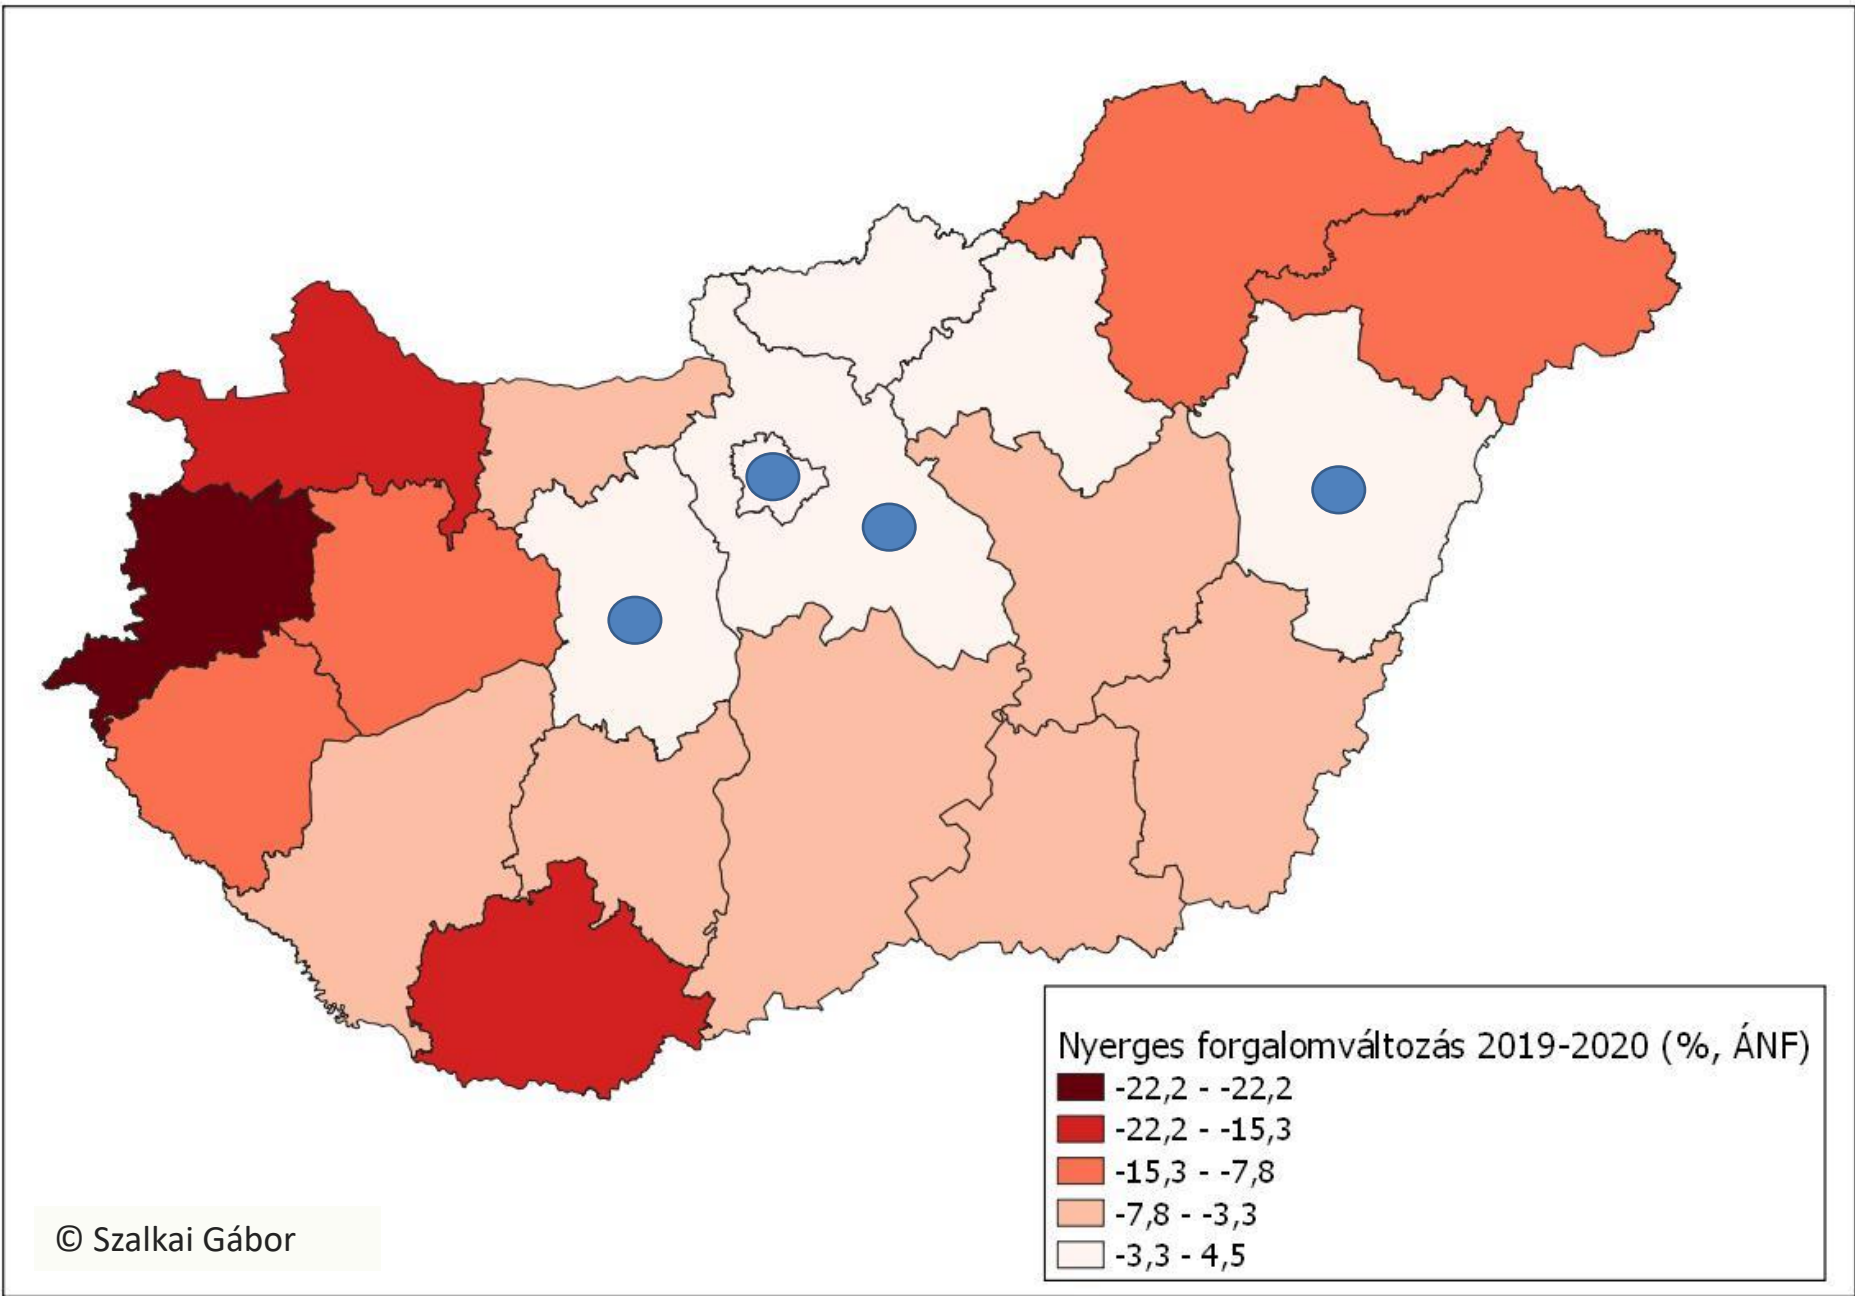 Nyerges forgalomváltozás 2019-2020 (%, ÁNF)
-22,2 - -22,2
-22,2 - -15,3
-15,3 - -7,8
-7,8 - -3,3
-3,3 - 4,5
© Szalkai Gábor